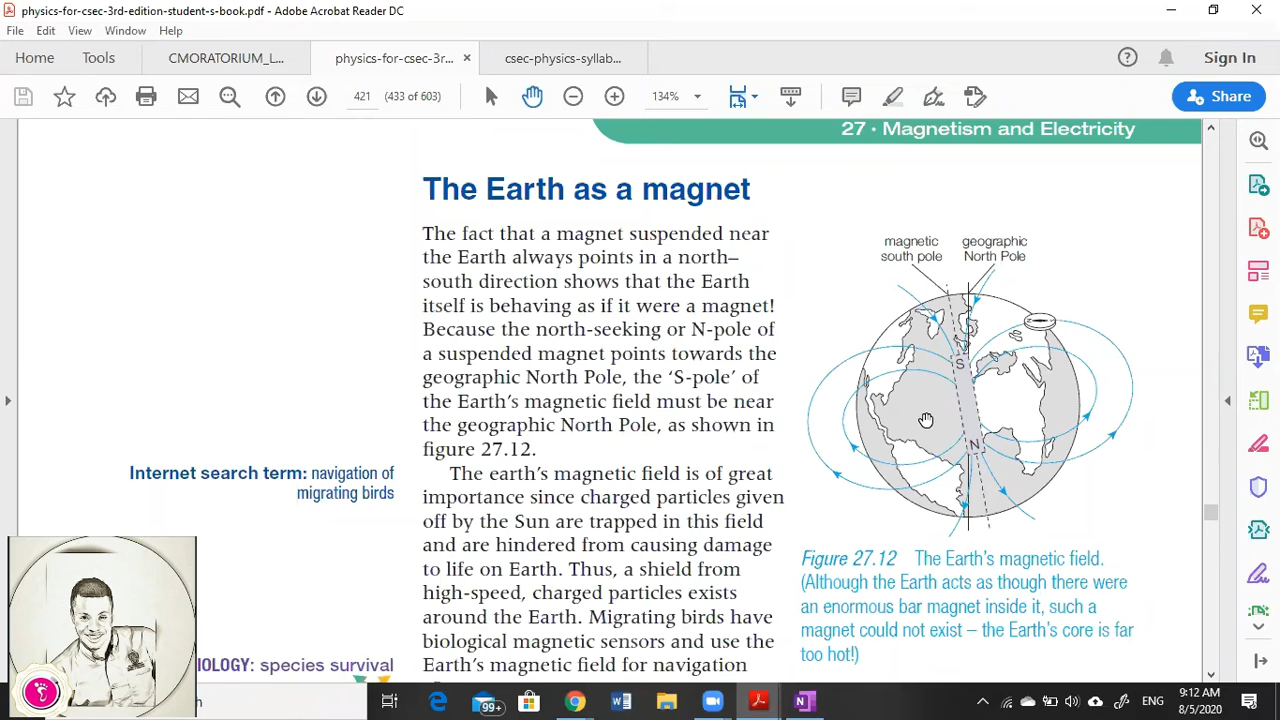 physics-for-csec-3rd-edition-student-s-book.pdf - Adobe Acrobat Reader DC
File Edit View Window Help
Home Tools CMORATORIUM_L... physics-for-csec-3r... csec-physics-syllab... Sign In
421 (433 of 603) 134% Share
27 · Magnetism and Electricity
The Earth as a magnet
The fact that a magnet suspended near
the Earth always points in a north–
south direction shows that the Earth
itself is behaving as if it were a magnet!
Because the north-seeking or N-pole of
a suspended magnet points towards the
geographic North Pole, the ‘S-pole’ of
the Earth’s magnetic field must be near
the geographic North Pole, as shown in
figure 27.12.
The earth’s magnetic field is of great
importance since charged particles given
off by the Sun are trapped in this field
and are hindered from causing damage
to life on Earth. Thus, a shield from
high-speed, charged particles exists
around the Earth. Migrating birds have
biological magnetic sensors and use the
Earth’s magnetic field for navigation
Internet search term: navigation of
migrating birds
IOLOGY: species survival
magnetic
south pole
geographic
North Pole
S
N
Figure 27.12 The Earth’s magnetic field.
(Although the Earth acts as though there were
an enormous bar magnet inside it, such a
magnet could not exist – the Earth’s core is far
too hot!)
h
99+
ENG
9:12 AM
8/5/2020